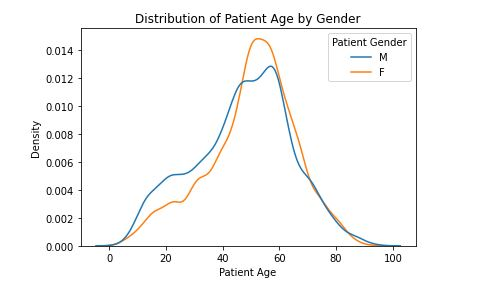 Distribution of Patient Age by Gender
Patient Gender
M
F
0.014
0.012
0.010
0.008
0.006
0.004
0.002
0.000
Density
0 20 40 60 80 100
Patient Age